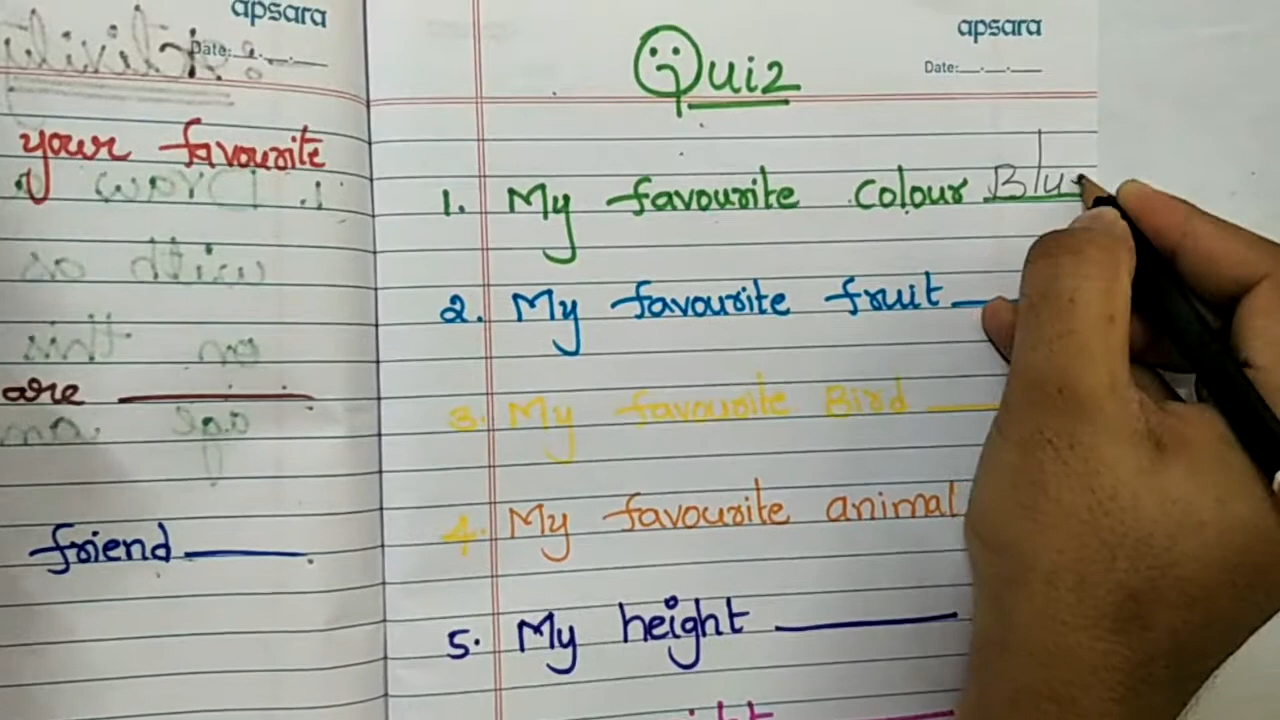 apsara
Date:
your favourite
are
friend
apsara
Date:
Quiz
1. My favourite colour Blu
2. My favourite fruit
3. My favourite Bird
4. My favourite animal
5. My height